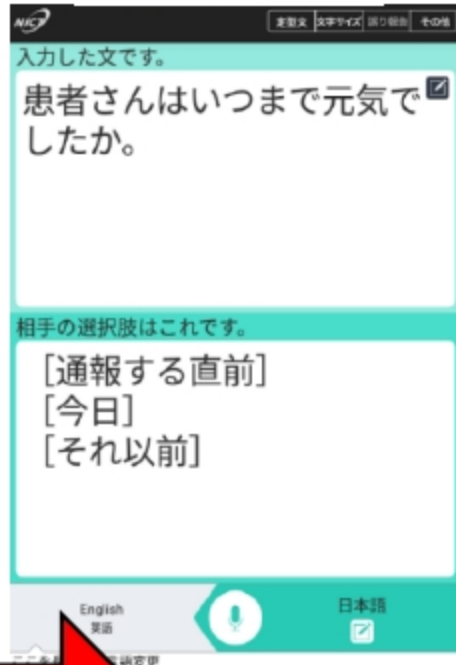 NICT
定型文 文字サイズ 誤り報告 その他
入力した文です。
患者さんはいつまで元気で
したか。
相手の選択肢はこれです。
[通報する直前]
[今日]
[それ以前]
English
英語
日本語